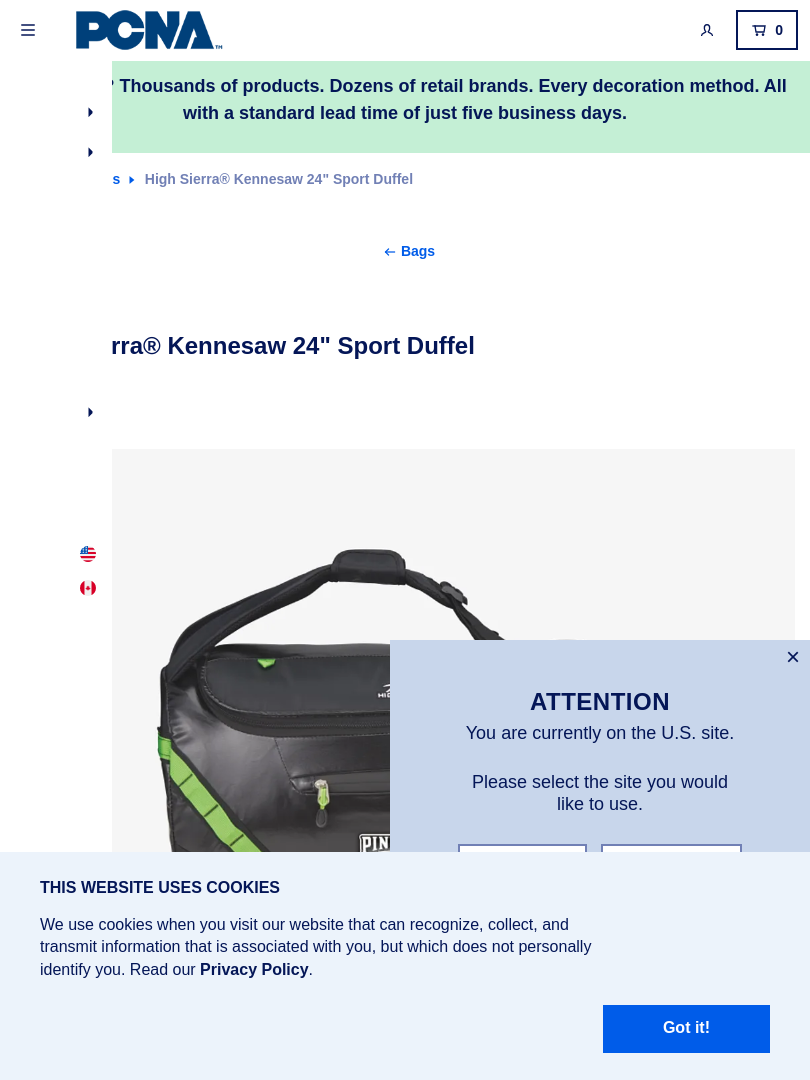 PCNA™
0
? Thousands of products. Dozens of retail brands. Every decoration method. All
with a standard lead time of just five business days.
s High Sierra® Kennesaw 24" Sport Duffel
← Bags
rra® Kennesaw 24" Sport Duffel
ATTENTION
You are currently on the U.S. site.
Please select the site you would
like to use.
THIS WEBSITE USES COOKIES
We use cookies when you visit our website that can recognize, collect, and
transmit information that is associated with you, but which does not personally
identify you. Read our Privacy Policy.
Got it!